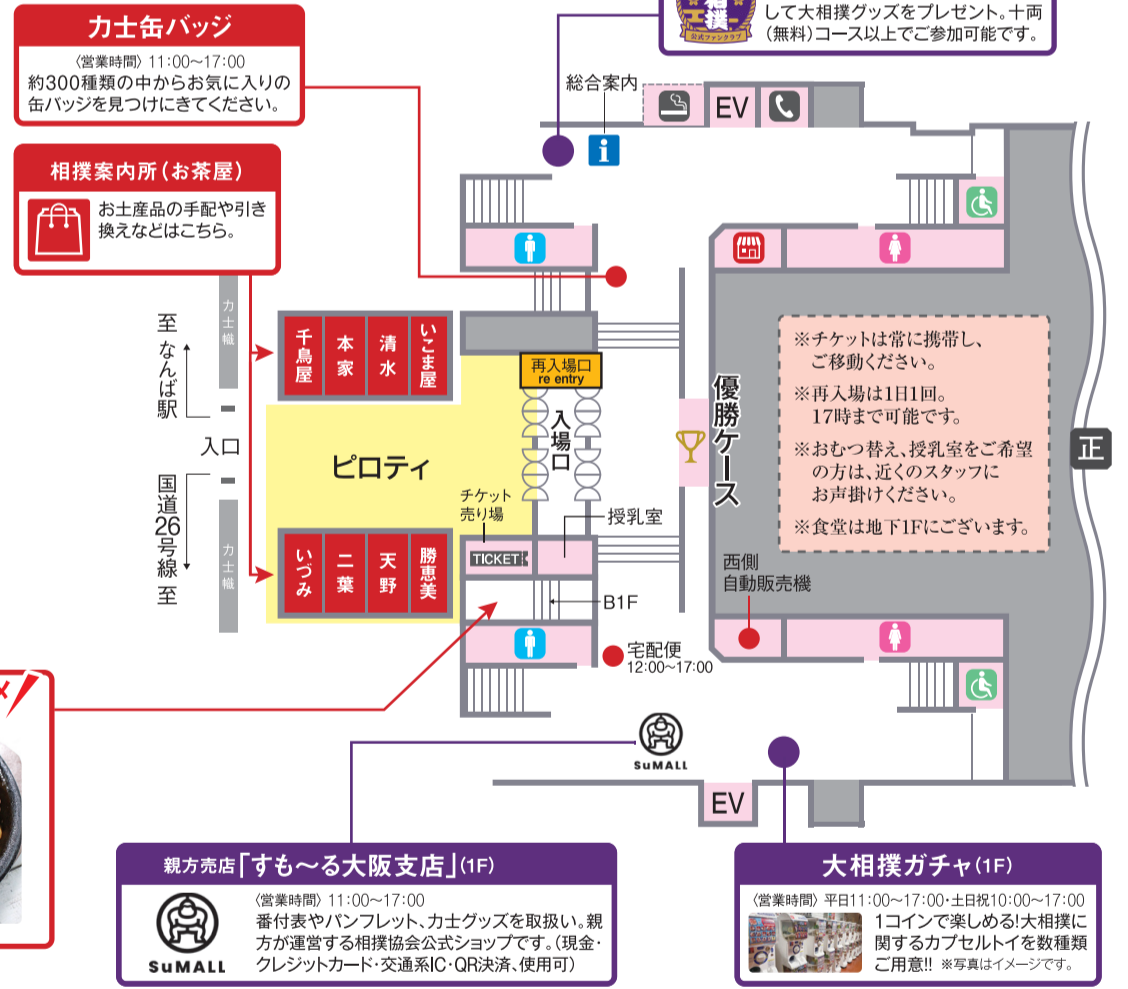 力士缶バッジ
〈営業時間〉11:00〜17:00
約300種類の中からお気に入りの
缶バッジを見つけにきてください。
して大相撲グッズをプレゼント。十両
(無料)コース以上でご参加可能です。
公式ファンクラブ
総合案内
i
EV
相撲案内所(お茶屋)
お土産品の手配や引き
換えなどはこちら。
力士幟
至 なんば駅
入口
国道26号線 至
力士幟
千鳥屋
本家
清水
いこま屋
再入場口
re entry
入場口
ピロティ
チケット
売り場
TICKET
授乳室
いづみ
二葉
天野
勝恵美
B1F
宅配便
12:00〜17:00
優勝ケース
※チケットは常に携帯し、
ご移動ください。
※再入場は1日1回。
17時まで可能です。
※おむつ替え、授乳室をご希望
の方は、近くのスタッフに
お声掛けください。
※食堂は地下1Fにございます。
正
西側
自動販売機
SuMALL
EV
親方売店「すも〜る大阪支店」(1F)
〈営業時間〉11:00〜17:00
番付表やパンフレット、力士グッズを取扱い。親
方が運営する相撲協会公式ショップです。(現金・
クレジットカード・交通系IC・QR決済、使用可)
SuMALL
大相撲ガチャ(1F)
〈営業時間〉平日11:00〜17:00・土日祝10:00〜17:00
1コインで楽しめる!大相撲に
関するカプセルトイを数種類
ご用意!! ※写真はイメージです。